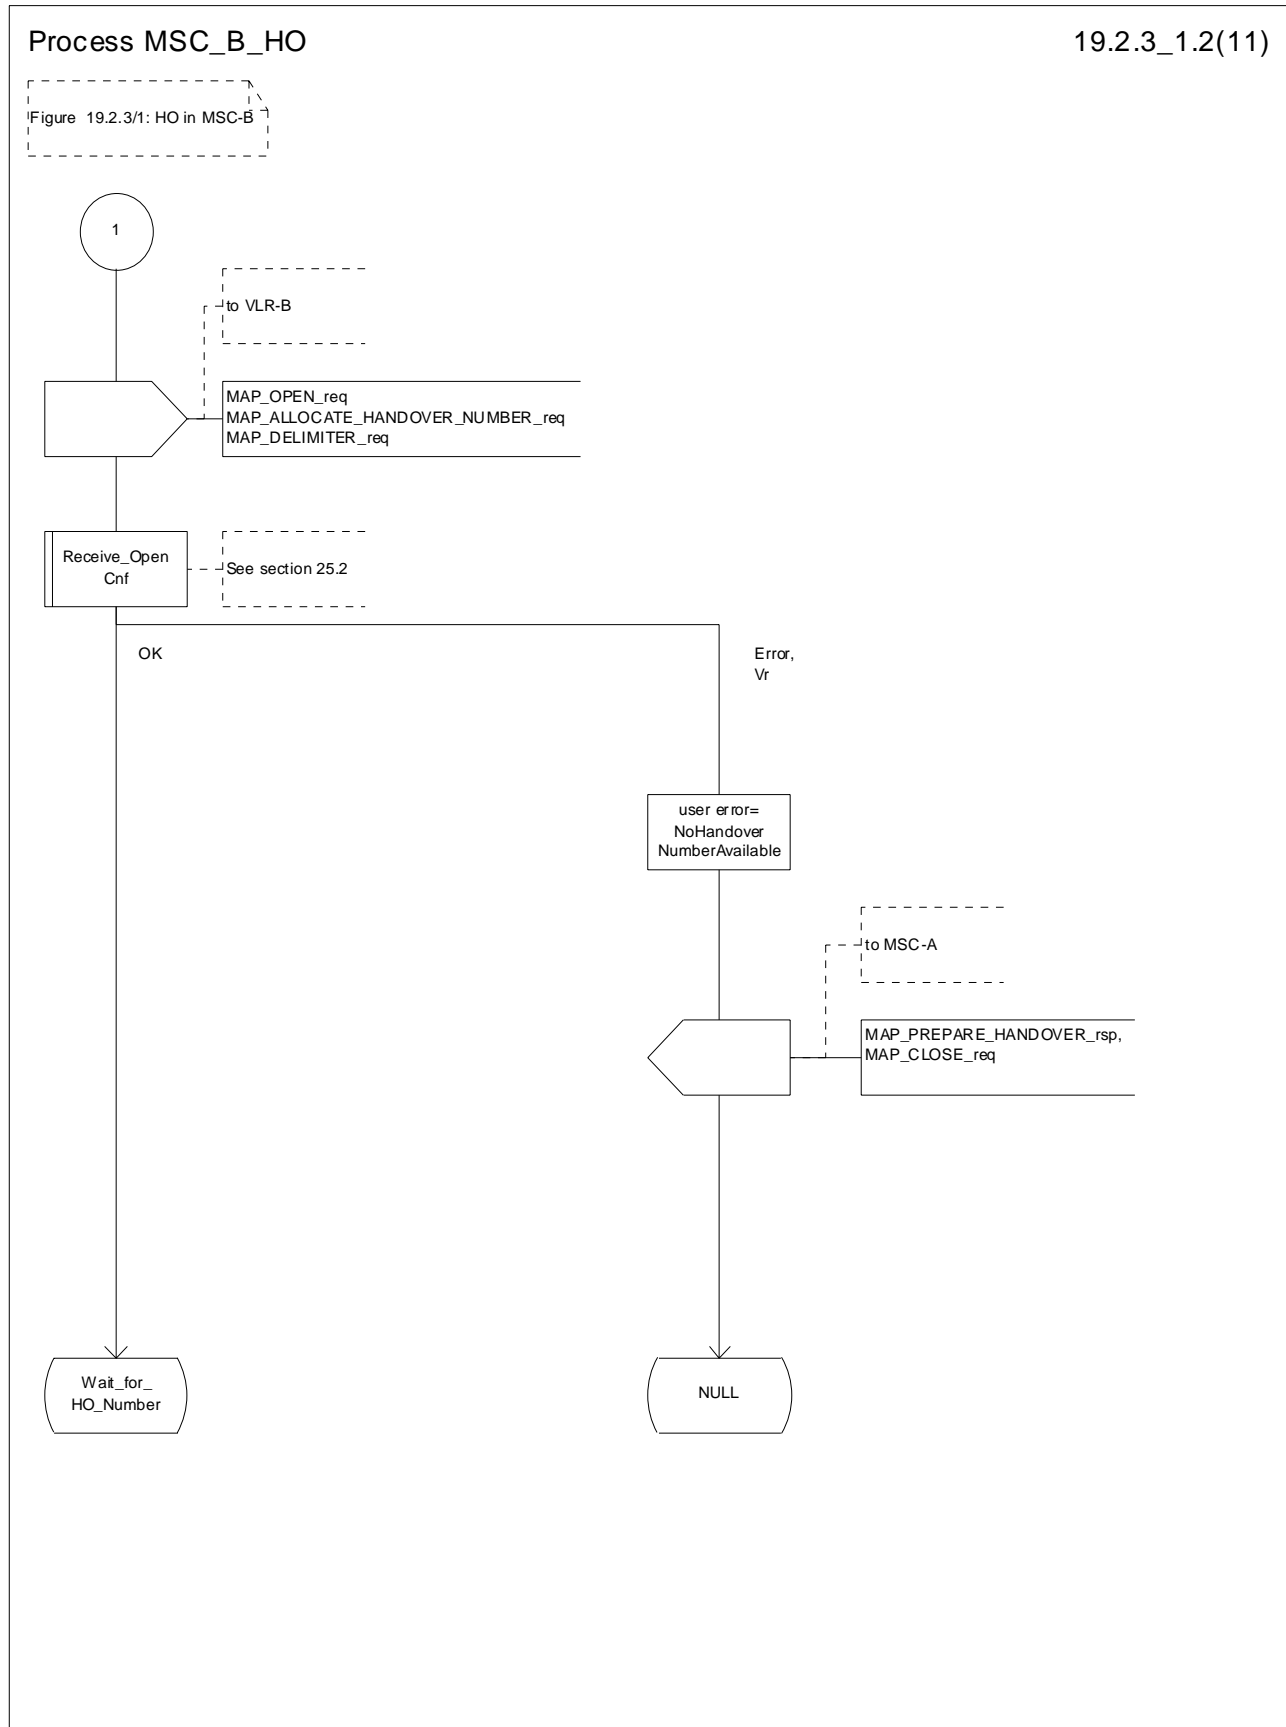 Process MSC_B_HO
19.2.3_1.2(11)
Figure 19.2.3/1: HO in MSC-B
1
to VLR-B
MAP_OPEN_req
MAP_ALLOCATE_HANDOVER_NUMBER_req
MAP_DELIMITER_req
Receive_Open
Cnf
See section 25.2
OK
Error,
Vr
user error=
NoHandover
NumberAvailable
to MSC-A
MAP_PREPARE_HANDOVER_rsp,
MAP_CLOSE_req
Wait_for_
HO_Number
NULL